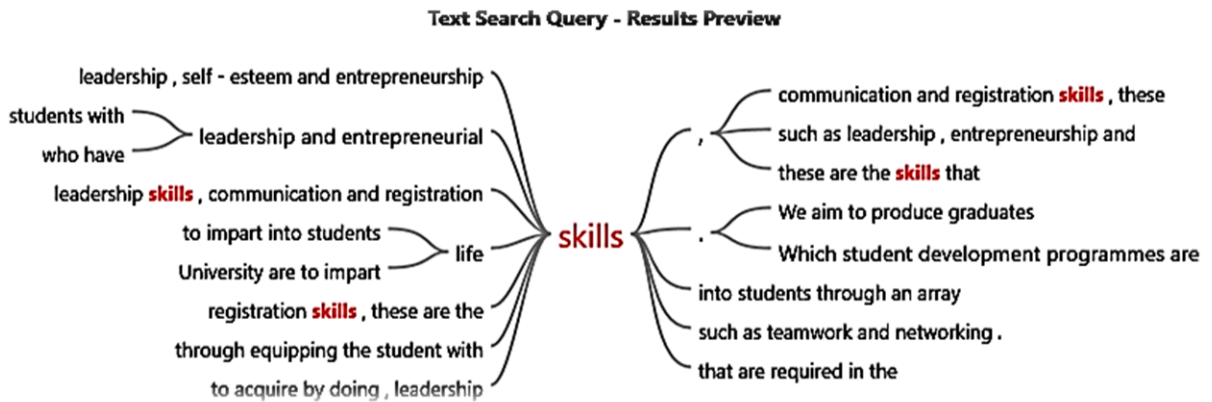 Text Search Query - Results Preview
leadership , self - esteem and entrepreneurship
students with
who have
leadership and entrepreneurial
leadership skills , communication and registration
to impart into students
University are to impart
life
registration skills , these are the
through equipping the student with
to acquire by doing , leadership
skills
,
communication and registration skills , these
such as leadership , entrepreneurship and
these are the skills that
.
We aim to produce graduates
Which student development programmes are
into students through an array
such as teamwork and networking .
that are required in the